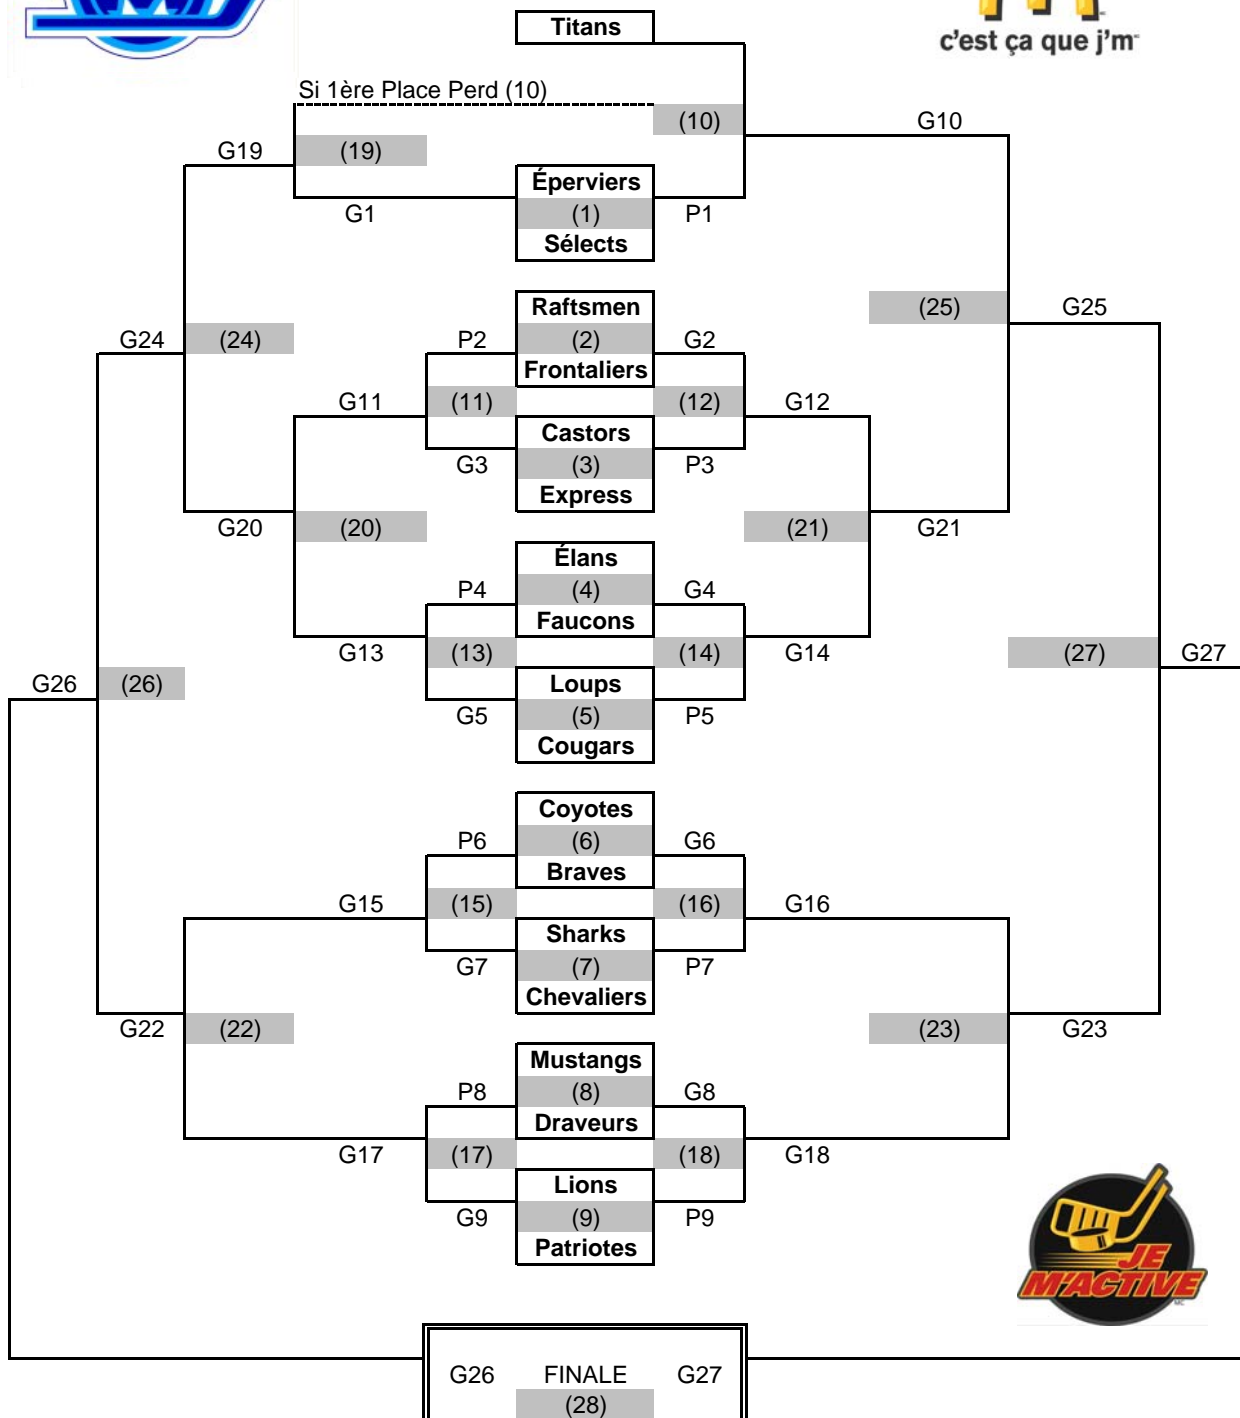 Titans
c'est ça que j'm
Si 1ère Place Perd (10)
(10) G10
G19 (19)
Éperviers
G1 (1) P1
Sélects
Raftsmen (25) G25
G24 (24) P2 (2) G2
Frontaliers
G11 (11) (12) G12
Castors
G3 (3) P3
Express
G20 (20) (21) G21
Élans
P4 (4) G4
Faucons
G13 (13) (14) G14 (27) G27
G26 (26) Loups
G5 (5) P5
Cougars
Coyotes
P6 (6) G6
Braves
G15 (15) (16) G16
Sharks
G7 (7) P7
Chevaliers
G22 (22) (23) G23
Mustangs
P8 (8) G8
Draveurs
G17 (17) (18) G18
Lions
G9 (9) P9
Patriotes
JE
M'ACTIVE
MC
G26 FINALE G27
(28)